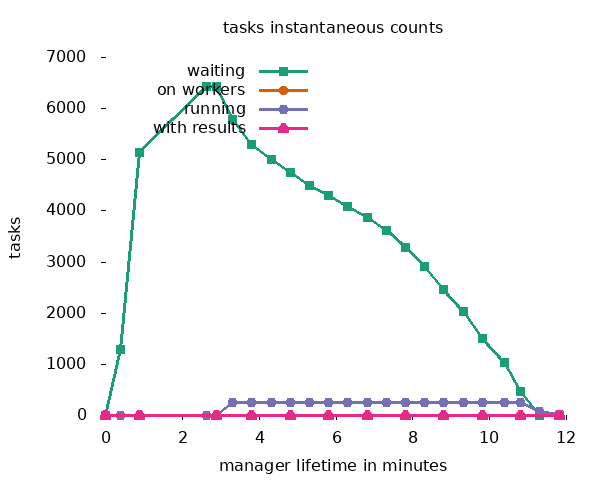 tasks instantaneous counts
7000
6000
5000
4000
3000
2000
1000
0
tasks
waiting
on workers
running
with results
0 2 4 6 8 10 12
manager lifetime in minutes